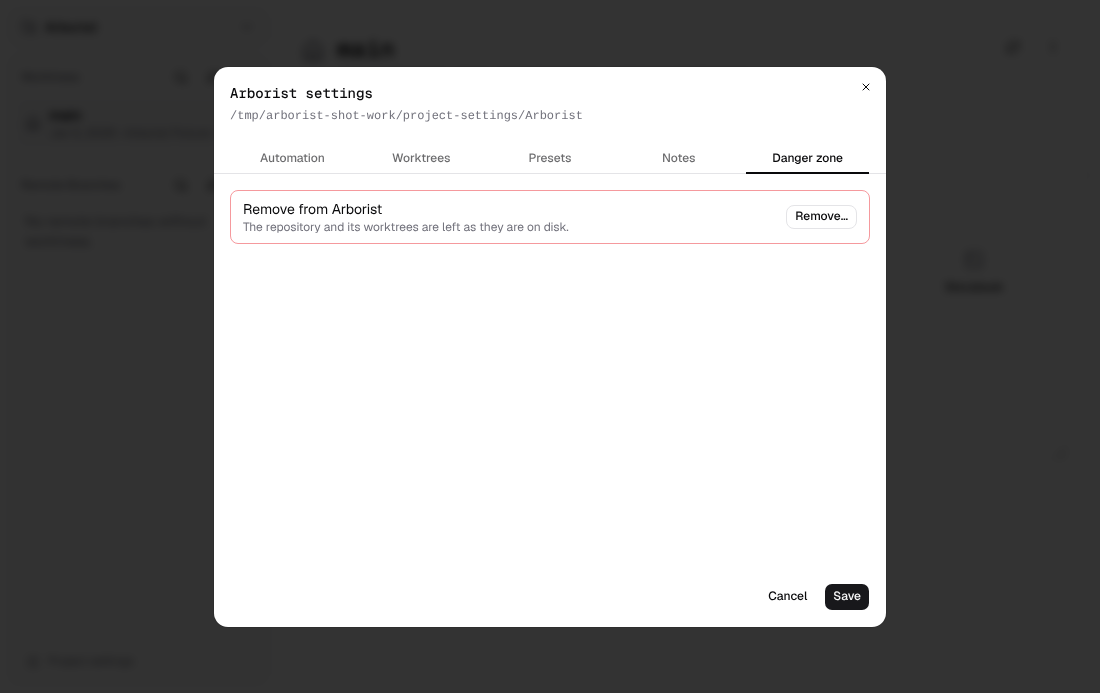 main
Arborist settings
/tmp/arborist-shot-work/project-settings/Arborist
Automation
Worktrees
Presets
Notes
Danger zone
Remove from Arborist
The repository and its worktrees are left as they are on disk.
Remove…
Cancel
Save